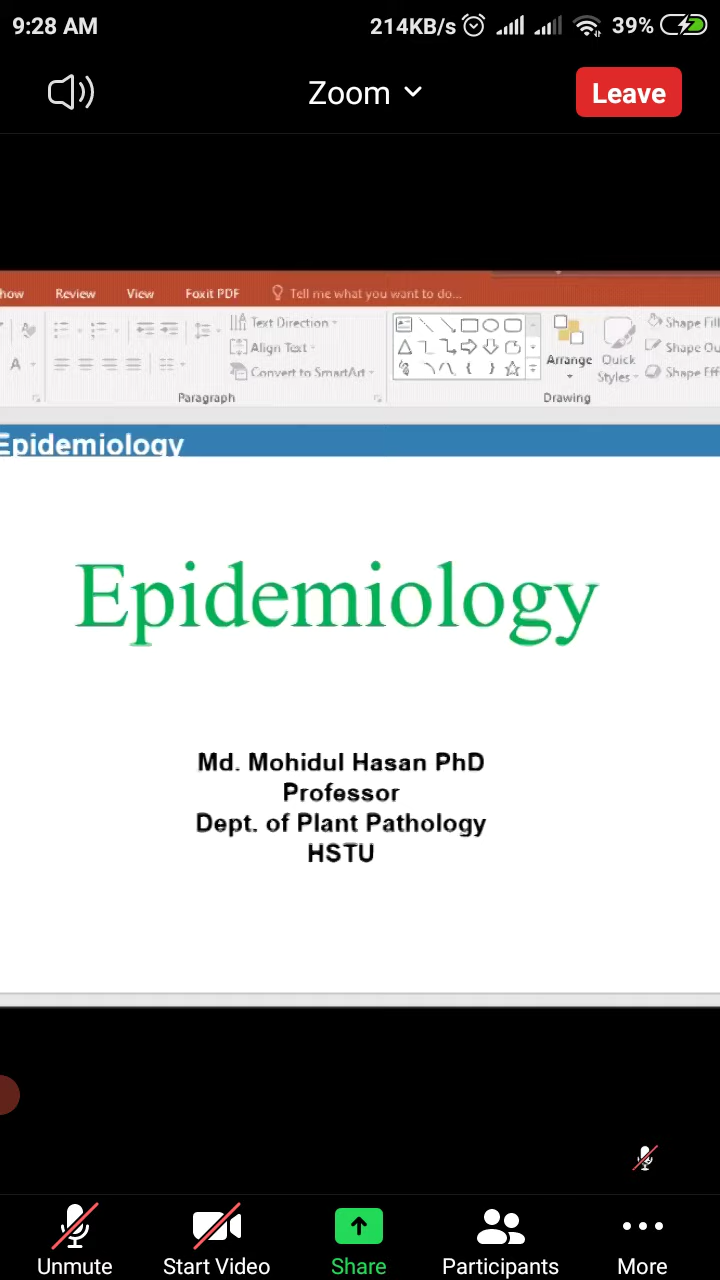 9:28 AM
214KB/s
39%
Zoom
Leave
how
Review
View
Foxit PDF
Tell me what you want to do...
Text Direction
Align Text
Convert to SmartArt
Paragraph
A
Arrange
Quick
Styles
Shape Fill
Shape Ou
Shape Eff
Drawing
Epidemiology
Epidemiology
Md. Mohidul Hasan PhD
Professor
Dept. of Plant Pathology
HSTU
Unmute
Start Video
Share
Participants
More